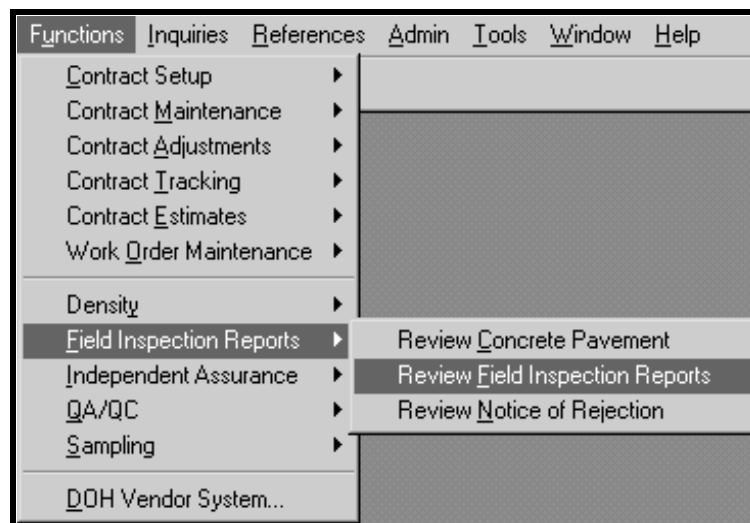 Functions Inquiries References Admin Tools Window Help
Contract Setup
Contract Maintenance
Contract Adjustments
Contract Tracking
Contract Estimates
Work Order Maintenance
Density
Field Inspection Reports
Independent Assurance
QA/QC
Sampling
DOH Vendor System...
Review Concrete Pavement
Review Field Inspection Reports
Review Notice of Rejection